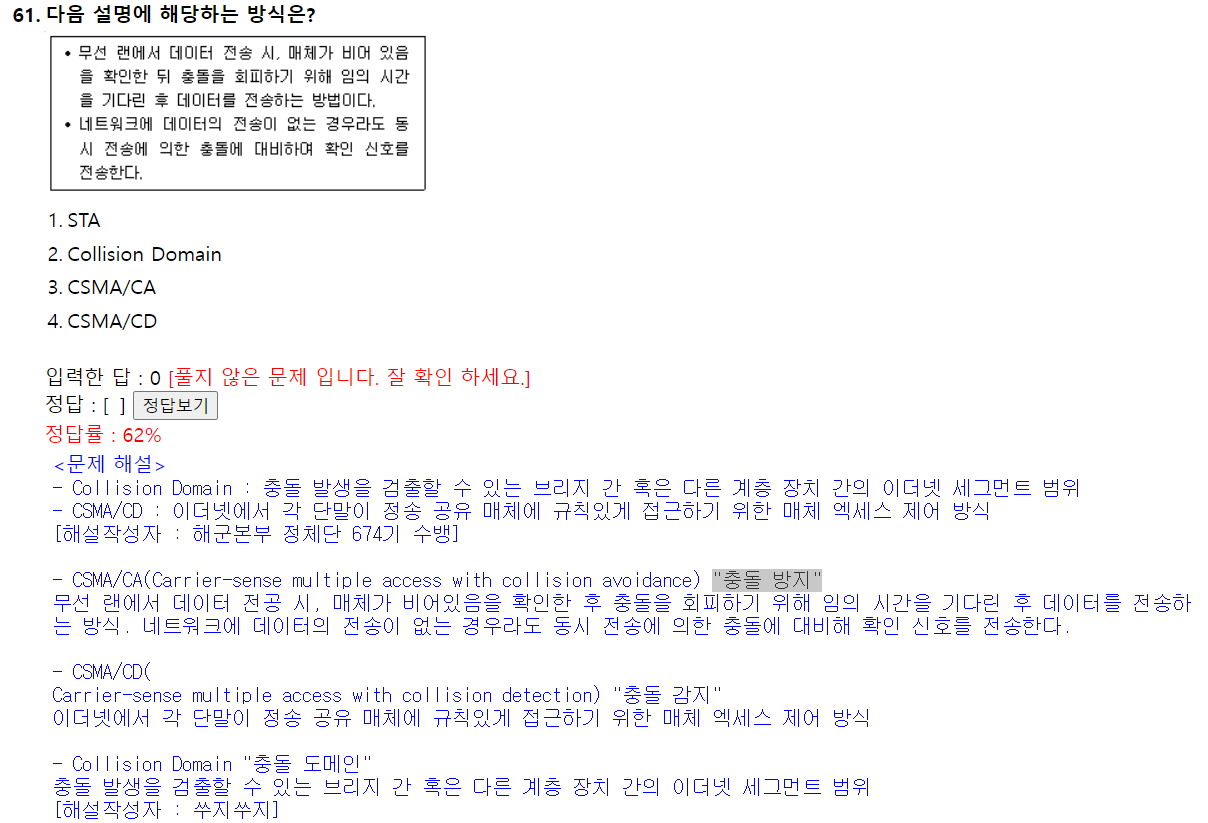 61. 다음 설명에 해당하는 방식은?
• 무선 랜에서 데이터 전송 시, 매체가 비어 있음
을 확인한 뒤 충돌을 회피하기 위해 임의 시간
을 기다린 후 데이터를 전송하는 방법이다.
• 네트워크에 데이터의 전송이 없는 경우라도 동
시 전송에 의한 충돌에 대비하여 확인 신호를
전송한다.
1. STA
2. Collision Domain
3. CSMA/CA
4. CSMA/CD
입력한 답 : 0 [풀지 않은 문제 입니다. 잘 확인 하세요.]
정답 : [ ] 정답보기
정답률 : 62%
<문제 해설>
- Collision Domain : 충돌 발생을 검출할 수 있는 브리지 간 혹은 다른 계층 장치 간의 이더넷 세그먼트 범위
- CSMA/CD : 이더넷에서 각 단말이 정송 공유 매체에 규칙있게 접근하기 위한 매체 엑세스 제어 방식
[해설작성자 : 해군본부 정체단 674기 수뱅]
- CSMA/CA(Carrier-sense multiple access with collision avoidance) "충돌 방지"
무선 랜에서 데이터 전공 시, 매체가 비어있음을 확인한 후 충돌을 회피하기 위해 임의 시간을 기다린 후 데이터를 전송하
는 방식. 네트워크에 데이터의 전송이 없는 경우라도 동시 전송에 의한 충돌에 대비해 확인 신호를 전송한다.
- CSMA/CD(
Carrier-sense multiple access with collision detection) "충돌 감지"
이더넷에서 각 단말이 정송 공유 매체에 규칙있게 접근하기 위한 매체 엑세스 제어 방식
- Collision Domain "충돌 도메인"
충돌 발생을 검출할 수 있는 브리지 간 혹은 다른 계층 장치 간의 이더넷 세그먼트 범위
[해설작성자 : 쑤지쑤지]